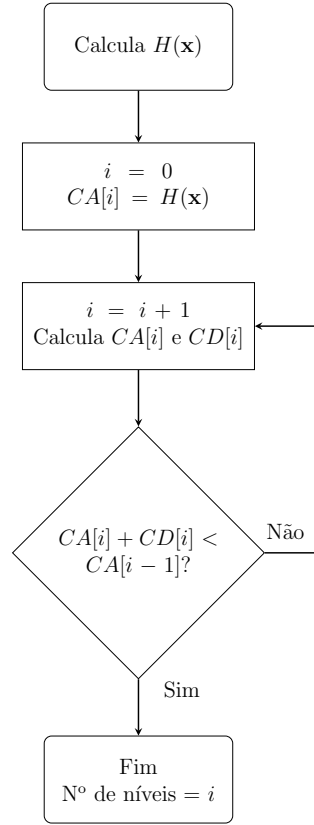 Calcula H(x)
i = 0
CA[i] = H(x)
i = i + 1
Calcula CA[i] e CD[i]
CA[i] + CD[i] <
CA[i − 1]?
Não
Sim
Fim
Nº de níveis = i